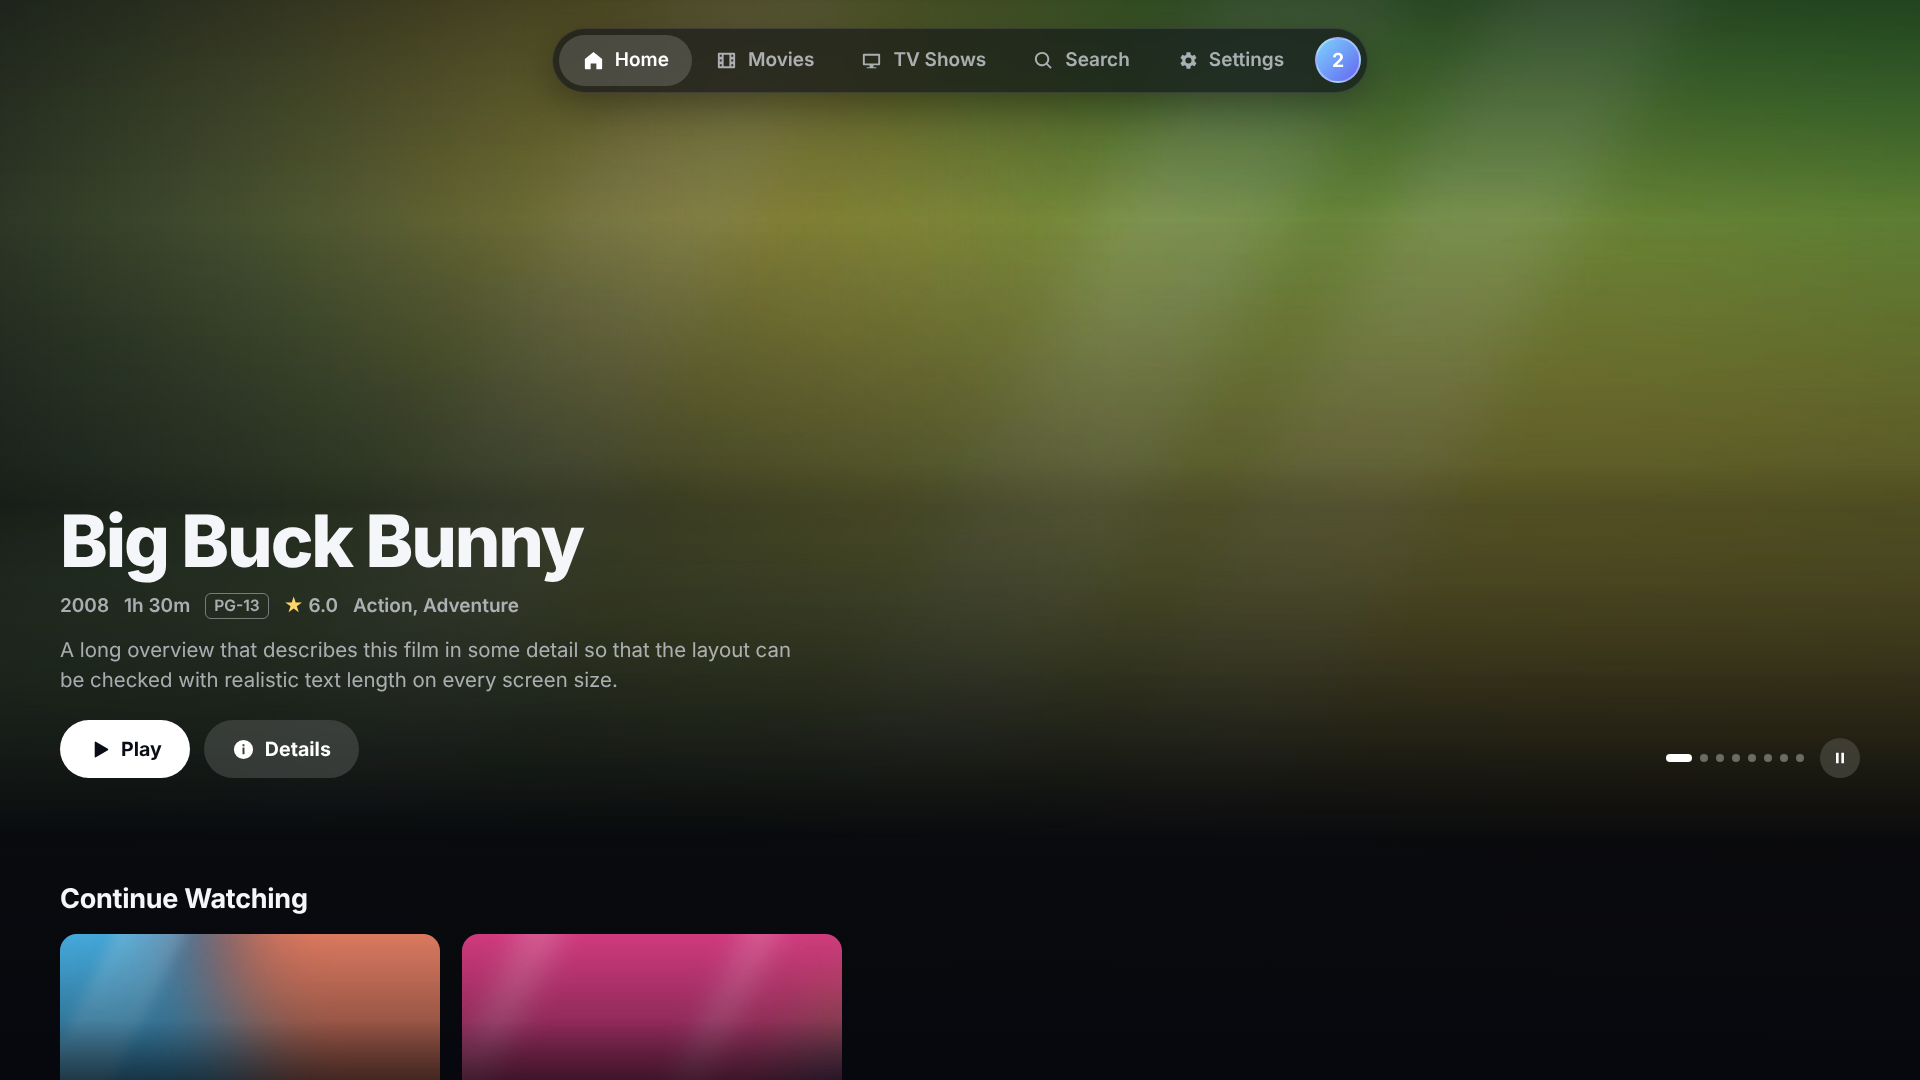 Home Movies TV Shows Search Settings 2
Big Buck Bunny
2008 1h 30m PG-13 ★ 6.0 Action, Adventure
A long overview that describes this film in some detail so that the layout can
be checked with realistic text length on every screen size.
Play Details
Continue Watching